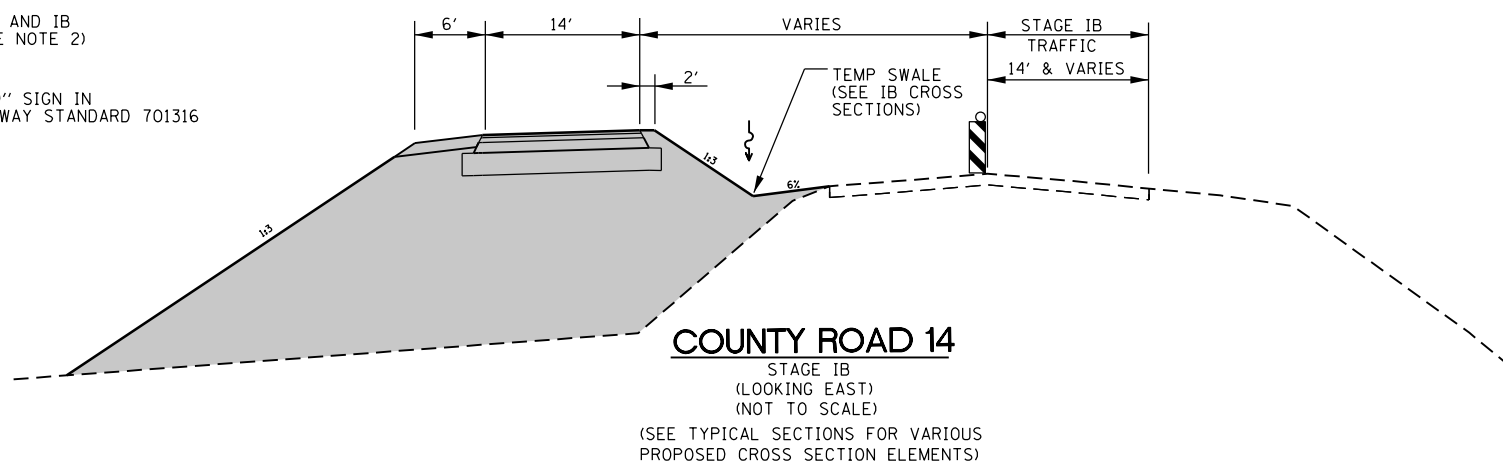 AND IB
NOTE 2)
" SIGN IN
WAY STANDARD 701316
6'
14'
VARIES
STAGE IB
TRAFFIC
14' & VARIES
2'
TEMP SWALE
(SEE IB CROSS
SECTIONS)
1:3
1:3
6%
COUNTY ROAD 14
STAGE IB
(LOOKING EAST)
(NOT TO SCALE)
(SEE TYPICAL SECTIONS FOR VARIOUS
PROPOSED CROSS SECTION ELEMENTS)